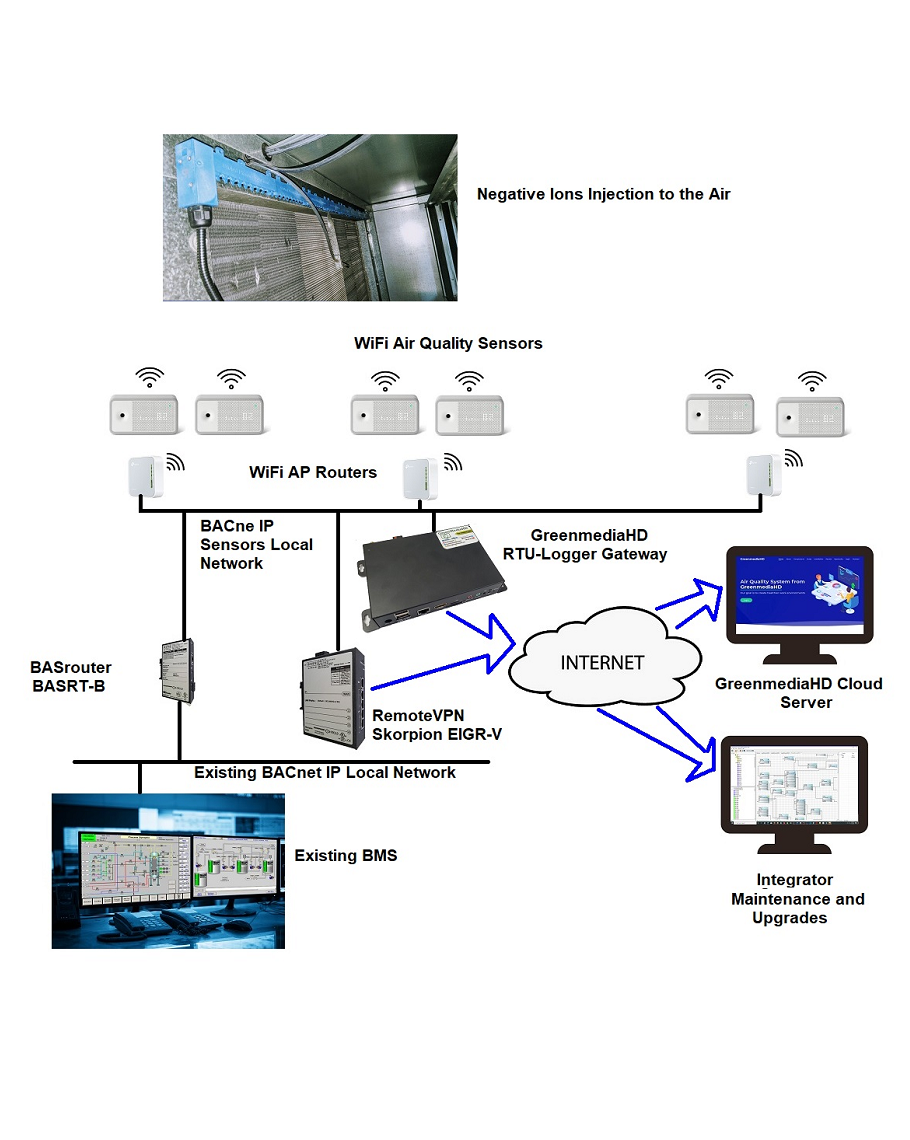 Negative Ions Injection to the Air
WiFi Air Quality Sensors
WiFi AP Routers
BACne IP
Sensors Local
Network
GreenmediaHD
RTU-Logger Gateway
GreenmediaHD
Air Quality System from
GreenmediaHD
INTERNET
BASrouter
BASRT-B
GreenmediaHD Cloud
Server
RemoteVPN
Skorpion EIGR-V
Existing BACnet IP Local Network
Existing BMS
Integrator
Maintenance and
Upgrades